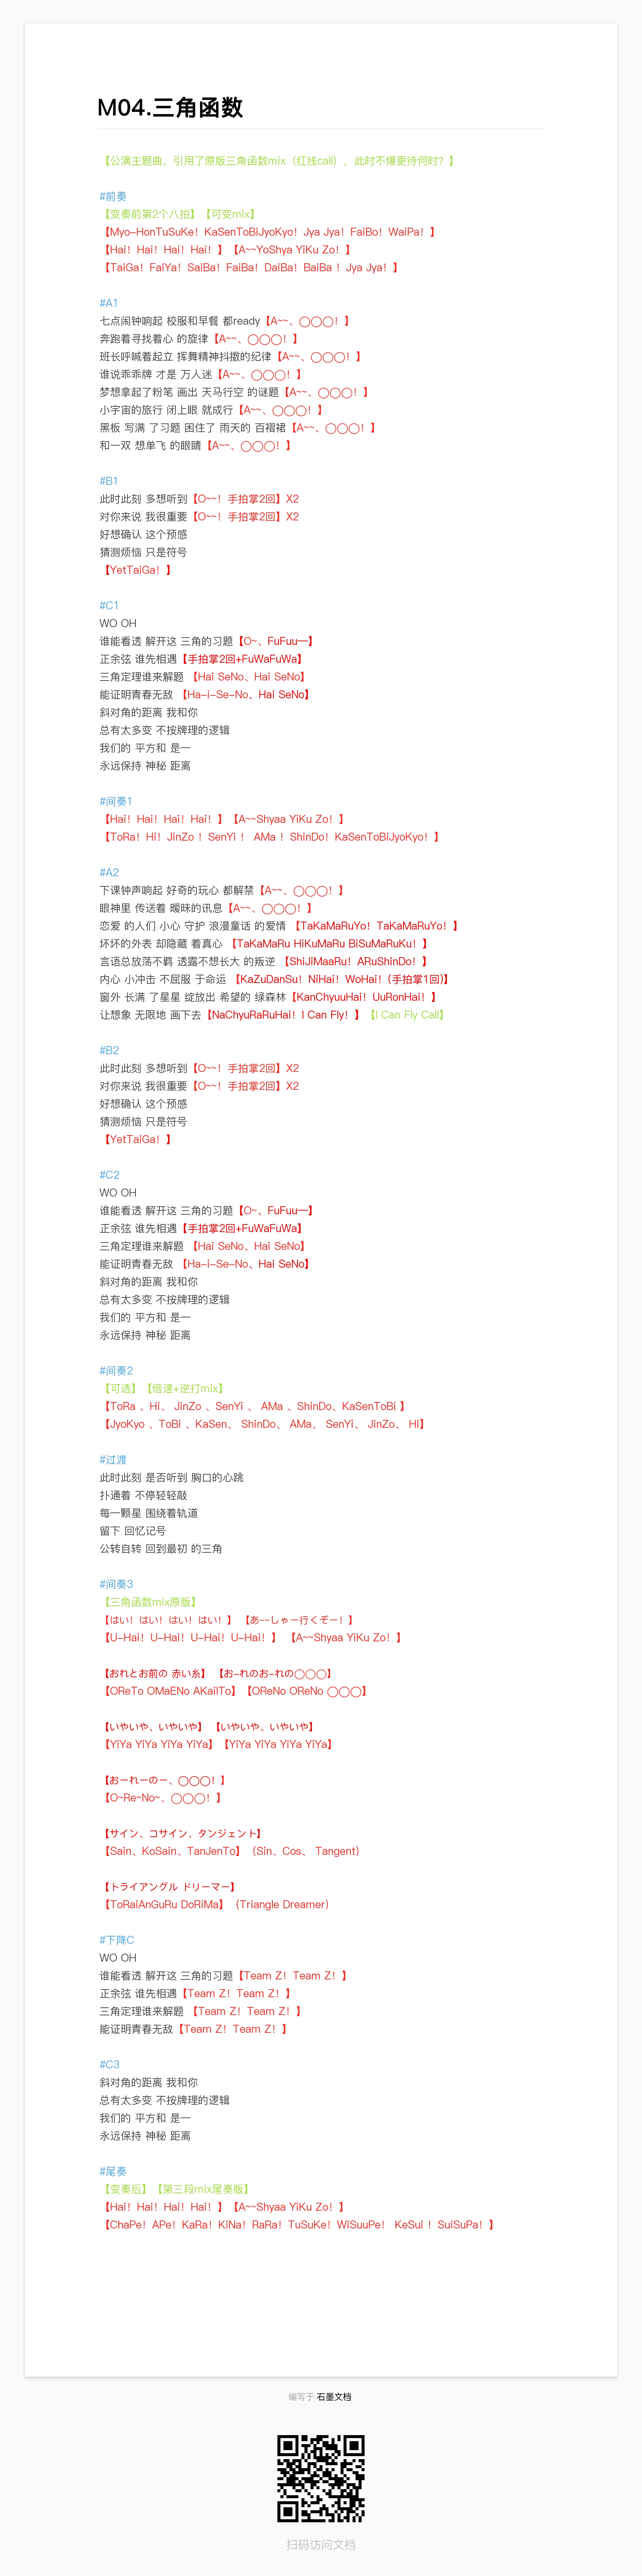 M04.三角函数
【公演主题曲，引用了原版三角函数mix（红线call），此时不爆更待何时？】
#前奏
【变奏前第2个八拍】【可变mix】
【Myo-HonTuSuKe！KaSenToBiJyoKyo！Jya Jya！FaiBo！WaiPa！】
【Hai！Hai！Hai！Hai！】【A~~YoShya YiKu Zo！】
【TaiGa！FaiYa！SaiBa！FaiBa！DaiBa！BaiBa！Jya Jya！】
#A1
七点闹钟响起 校服和早餐 都ready【A~~、◯◯◯！】
奔跑着寻找着心 的旋律【A~~、◯◯◯！】
班长呼喊着起立 挥舞精神抖擞的纪律【A~~、◯◯◯！】
谁说乖乖牌 才是 万人迷【A~~、◯◯◯！】
梦想拿起了粉笔 画出 天马行空 的谜题【A~~、◯◯◯！】
小宇宙的旅行 闭上眼 就成行【A~~、◯◯◯！】
黑板 写满 了习题 困住了 雨天的 百褶裙【A~~、◯◯◯！】
和一双 想单飞 的眼睛【A~~、◯◯◯！】
#B1
此时此刻 多想听到【O~~！手拍掌2回】X2
对你来说 我很重要【O~~！手拍掌2回】X2
好想确认 这个预感
猜测烦恼 只是符号
【YetTaiGa！】
#C1
WO OH
谁能看透 解开这 三角的习题【O~、FuFuu—】
正余弦 谁先相遇【手拍掌2回+FuWaFuWa】
三角定理谁来解题 【Hai SeNo、Hai SeNo】
能证明青春无敌 【Ha-i-Se-No、Hai SeNo】
斜对角的距离 我和你
总有太多变 不按牌理的逻辑
我们的 平方和 是一
永远保持 神秘 距离
#间奏1
【Hai！Hai！Hai！Hai！】【A~~Shyaa YiKu Zo！】
【ToRa！Hi！JinZo！SenYi！ AMa！ShinDo！KaSenToBiJyoKyo！】
#A2
下课钟声响起 好奇的玩心 都解禁【A~~、◯◯◯！】
眼神里 传送着 暧昧的讯息【A~~、◯◯◯！】
恋爱 的人们 小心 守护 浪漫童话 的爱情 【TaKaMaRuYo！TaKaMaRuYo！】
坏坏的外表 却隐藏 着真心 【TaKaMaRu HiKuMaRu BiSuMaRuKu！】
言语总放荡不羁 透露不想长大 的叛逆 【ShiJiMaaRu！ARuShinDo！】
内心 小冲击 不屈服 于命运 【KaZuDanSu！NiHai！WoHai!（手拍掌1回)】
窗外 长满 了星星 绽放出 希望的 绿森林【KanChyuuHai！UuRonHai！】
让想象 无限地 画下去【NaChyuRaRuHai！I Can Fly！】【I Can Fly Call】
#B2
此时此刻 多想听到【O~~！手拍掌2回】X2
对你来说 我很重要【O~~！手拍掌2回】X2
好想确认 这个预感
猜测烦恼 只是符号
【YetTaiGa！】
#C2
WO OH
谁能看透 解开这 三角的习题【O~、FuFuu—】
正余弦 谁先相遇【手拍掌2回+FuWaFuWa】
三角定理谁来解题 【Hai SeNo、Hai SeNo】
能证明青春无敌 【Ha-i-Se-No、Hai SeNo】
斜对角的距离 我和你
总有太多变 不按牌理的逻辑
我们的 平方和 是一
永远保持 神秘 距离
#间奏2
【可选】【倍速+逆打mix】
【ToRa 、Hi、 JinZo 、SenYi 、 AMa 、ShinDo、KaSenToBi 】
【JyoKyo 、ToBi 、KaSen、 ShinDo、 AMa、 SenYi、 JinZo、 Hi】
#过渡
此时此刻 是否听到 胸口的心跳
扑通着 不停轻轻敲
每一颗星 围绕着轨道
留下 回忆记号
公转自转 回到最初 的三角
#间奏3
【三角函数mix原版】
【はい！はい！はい！はい！】 【あ~~しゃー行くぞー！】
【U-Hai！U-Hai！U-Hai！U-Hai！】 【A~~Shyaa YiKu Zo！】
【おれとお前の 赤い糸】 【お-れのお-れの◯◯◯】
【OReTo OMaENo AKaiITo】【OReNo OReNo ◯◯◯】
【いやいや、いやいや】 【いやいや、いやいや】
【YiYa YiYa YiYa YiYa】【YiYa YiYa YiYa YiYa】
【おーれーのー、◯◯◯！】
【O~Re~No~、◯◯◯！】
【サイン、コサイン、タンジェント】
【Sain、KoSain、TanJenTo】（Sin、Cos、 Tangent）
【トライアングル ドリーマー】
【ToRaiAnGuRu DoRiMa】（Triangle Dreamer）
#下降C
WO OH
谁能看透 解开这 三角的习题【Team Z！Team Z！】
正余弦 谁先相遇【Team Z！Team Z！】
三角定理谁来解题 【Team Z！Team Z！】
能证明青春无敌【Team Z！Team Z！】
#C3
斜对角的距离 我和你
总有太多变 不按牌理的逻辑
我们的 平方和 是一
永远保持 神秘 距离
#尾奏
【变奏后】【第三段mix尾奏版】
【Hai！Hai！Hai！Hai！】【A~~Shyaa YiKu Zo！】
【ChaPe！APe！KaRa！KiNa！RaRa！TuSuKe！WiSuuPe！ KeSui！SuiSuPa！】
编写于 石墨文档
扫码访问文档